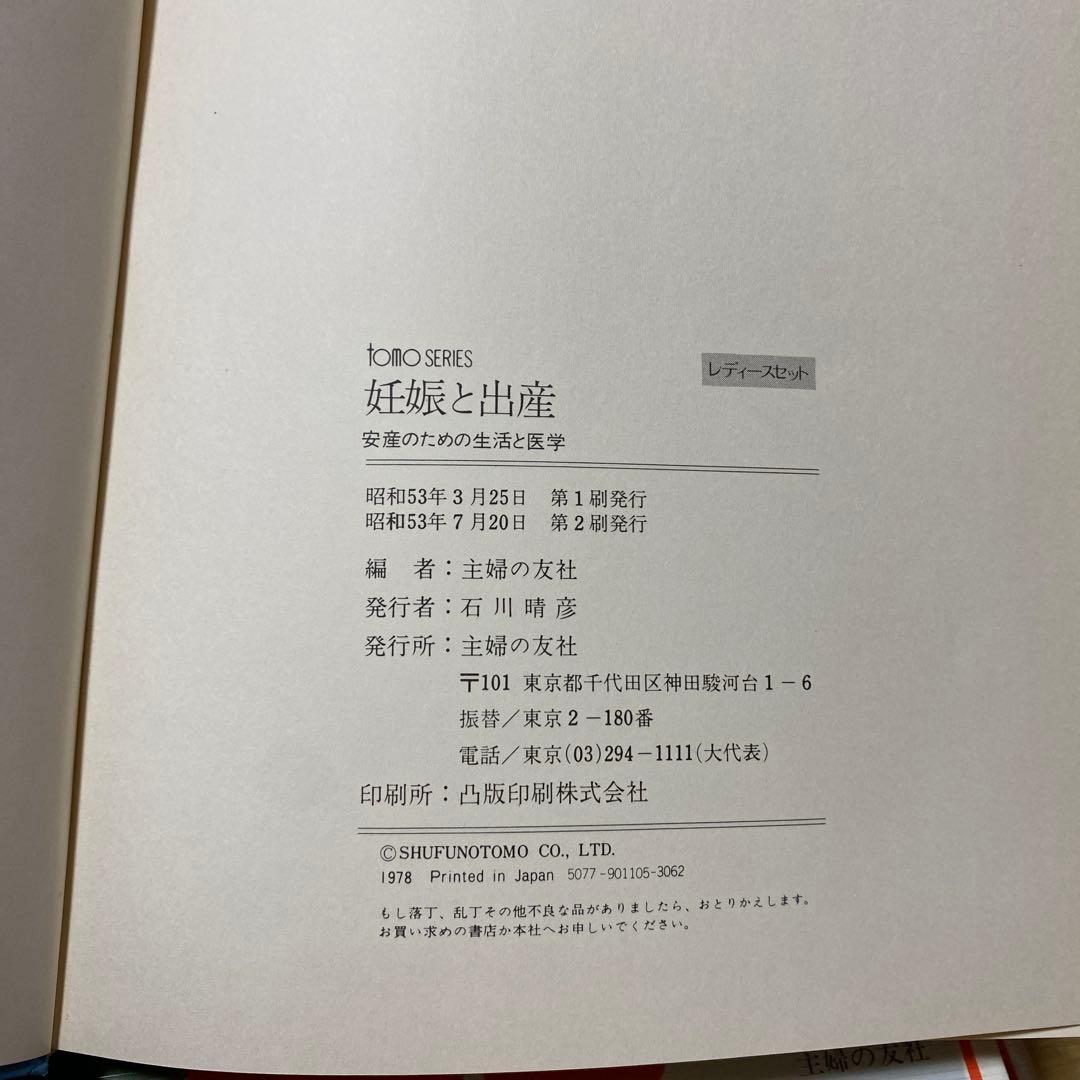 tomo SERIES
レディースセット
妊娠と出産
安産のための生活と医学
昭和53年3月25日 第1刷発行
昭和53年7月20日 第2刷発行
編 者：主婦の友社
発行者：石川晴彦
発行所：主婦の友社
〒101 東京都千代田区神田駿河台1－6
振替／東京2－180番
電話／東京(03)294－1111(大代表)
印刷所：凸版印刷株式会社
©SHUFUNOTOMO CO., LTD.
1978 Printed in Japan 5077-901105-3062
もし落丁、乱丁その他不良な品がありましたら、おとりかえします。
お買い求めの書店か本社へお申しいでください。
主婦の友社